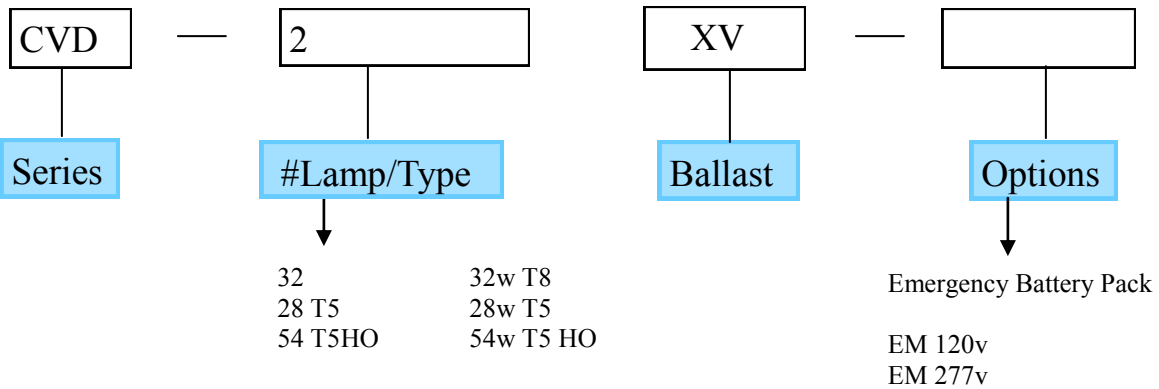 CVD — 2 XV —
Series #Lamp/Type Ballast Options
32 32w T8
28 T5 28w T5
54 T5HO 54w T5 HO
Emergency Battery Pack
EM 120v
EM 277v